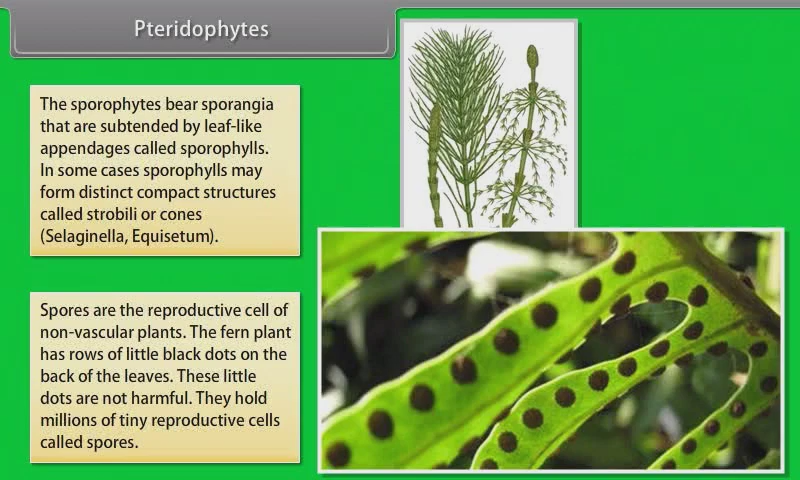 Pteridophytes
The sporophytes bear sporangia
that are subtended by leaf-like
appendages called sporophylls.
In some cases sporophylls may
form distinct compact structures
called strobili or cones
(Selaginella, Equisetum).
Spores are the reproductive cell of
non-vascular plants. The fern plant
has rows of little black dots on the
back of the leaves. These little
dots are not harmful. They hold
millions of tiny reproductive cells
called spores.